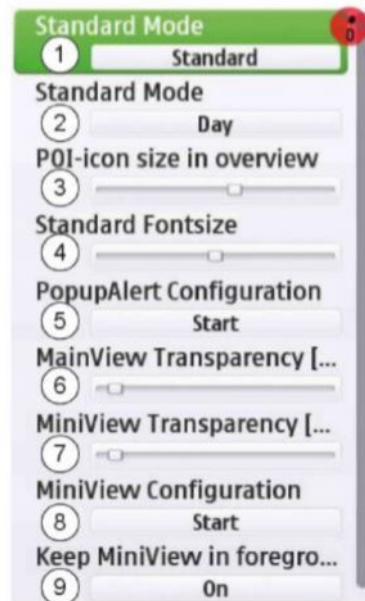 Standard Mode
1 Standard
Standard Mode
2 Day
POI-icon size in overview
3
Standard Fontsize
4
PopupAlert Configuration
5 Start
MainView Transparency [...
6
MiniView Transparency [...
7
MiniView Configuration
8 Start
Keep MiniView in foregro...
9 On